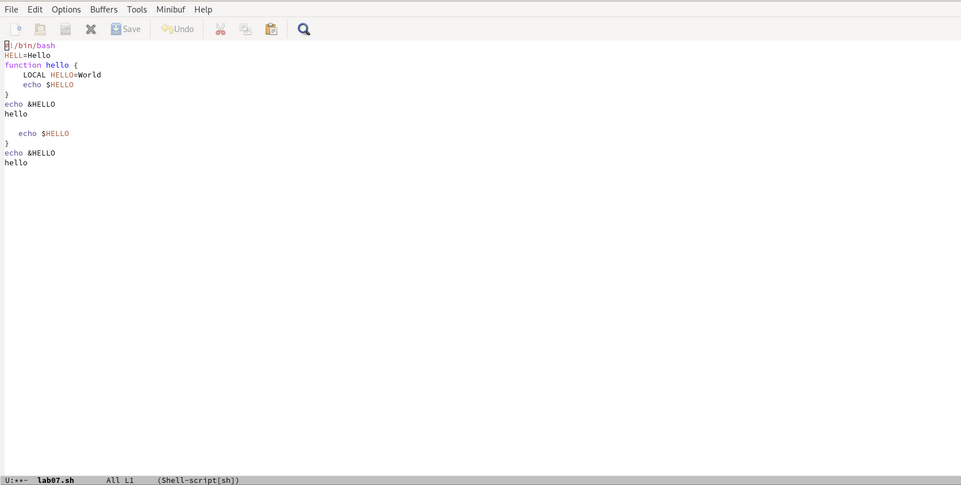 File Edit Options Buffers Tools Minibuf Help
Save Undo
#!/bin/bash
HELL=Hello
function hello {
    LOCAL HELLO=World
    echo $HELLO
}
echo &HELLO
hello

   echo $HELLO
}
echo &HELLO
hello
U:**-  lab07.sh       All L1     (Shell-script[sh])